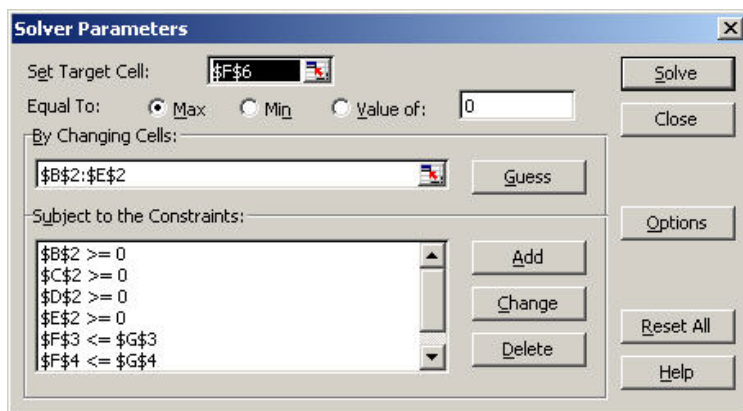 Solver Parameters
Set Target Cell: $F$6 Solve
Equal To: Max Min Value of: 0 Close
By Changing Cells:
$B$2:$E$2 Guess
Subject to the Constraints: Options
$B$2 >= 0 Add
$C$2 >= 0
$D$2 >= 0 Change
$E$2 >= 0 Reset All
$F$3 <= $G$3 Delete
$F$4 <= $G$4 Help